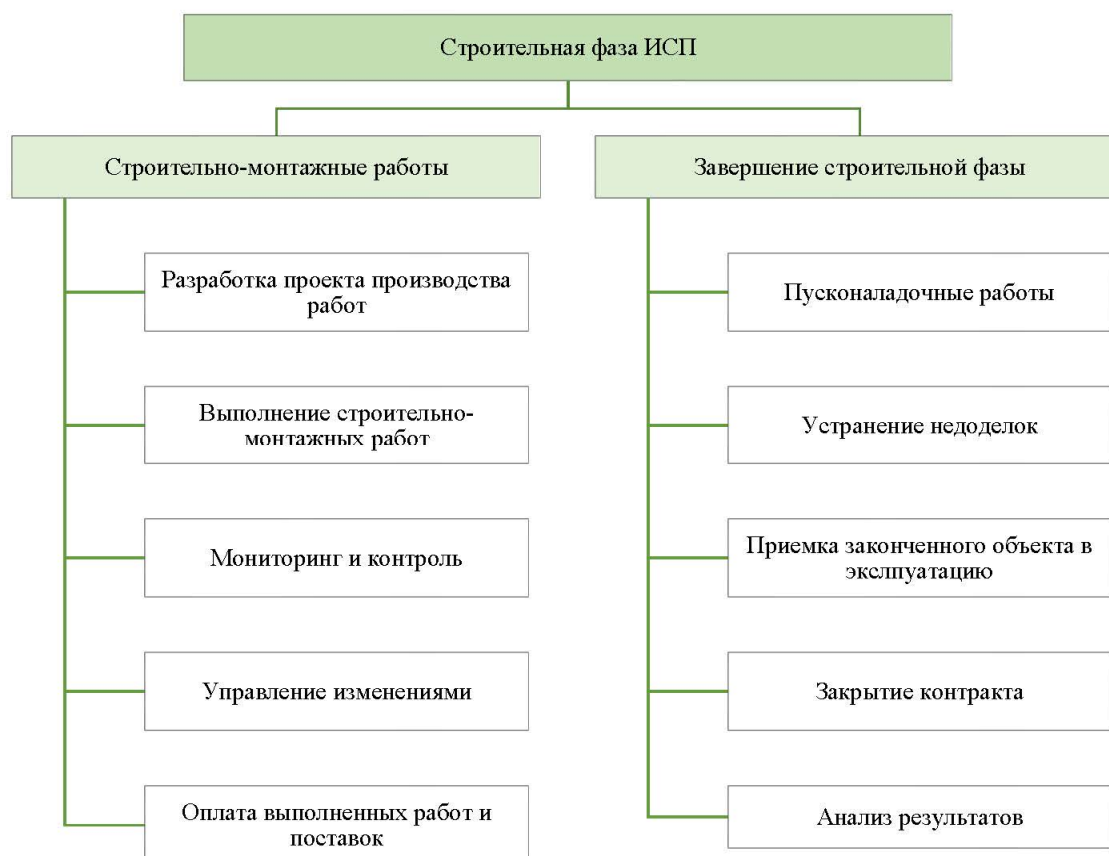 Строительная фаза ИСП
Строительно-монтажные работы
Разработка проекта производства
работ
Выполнение строительно-
монтажных работ
Мониторинг и контроль
Управление изменениями
Оплата выполненных работ и
поставок
Завершение строительной фазы
Пусконаладочные работы
Устранение недоделок
Приемка законченного объекта в
экслпуатацию
Закрытие контракта
Анализ результатов